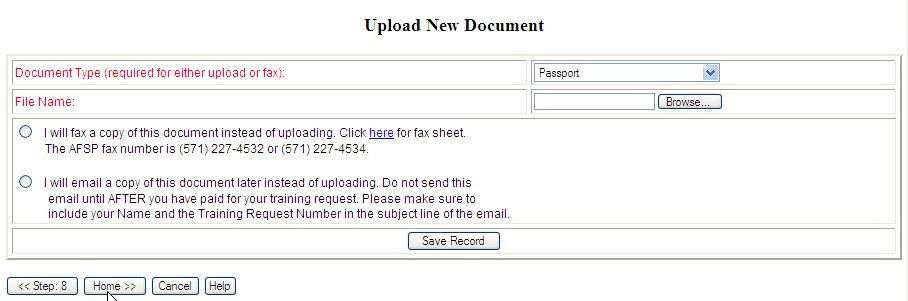 Upload New Document
Document Type (required for either upload or fax): Passport
File Name: Browse...
I will fax a copy of this document instead of uploading. Click here for fax sheet.
The AFSP fax number is (571) 227-4532 or (571) 227-4534.
I will email a copy of this document later instead of uploading. Do not send this
email until AFTER you have paid for your training request. Please make sure to
include your Name and the Training Request Number in the subject line of the email.
Save Record
<< Step: 8 Home >> Cancel Help